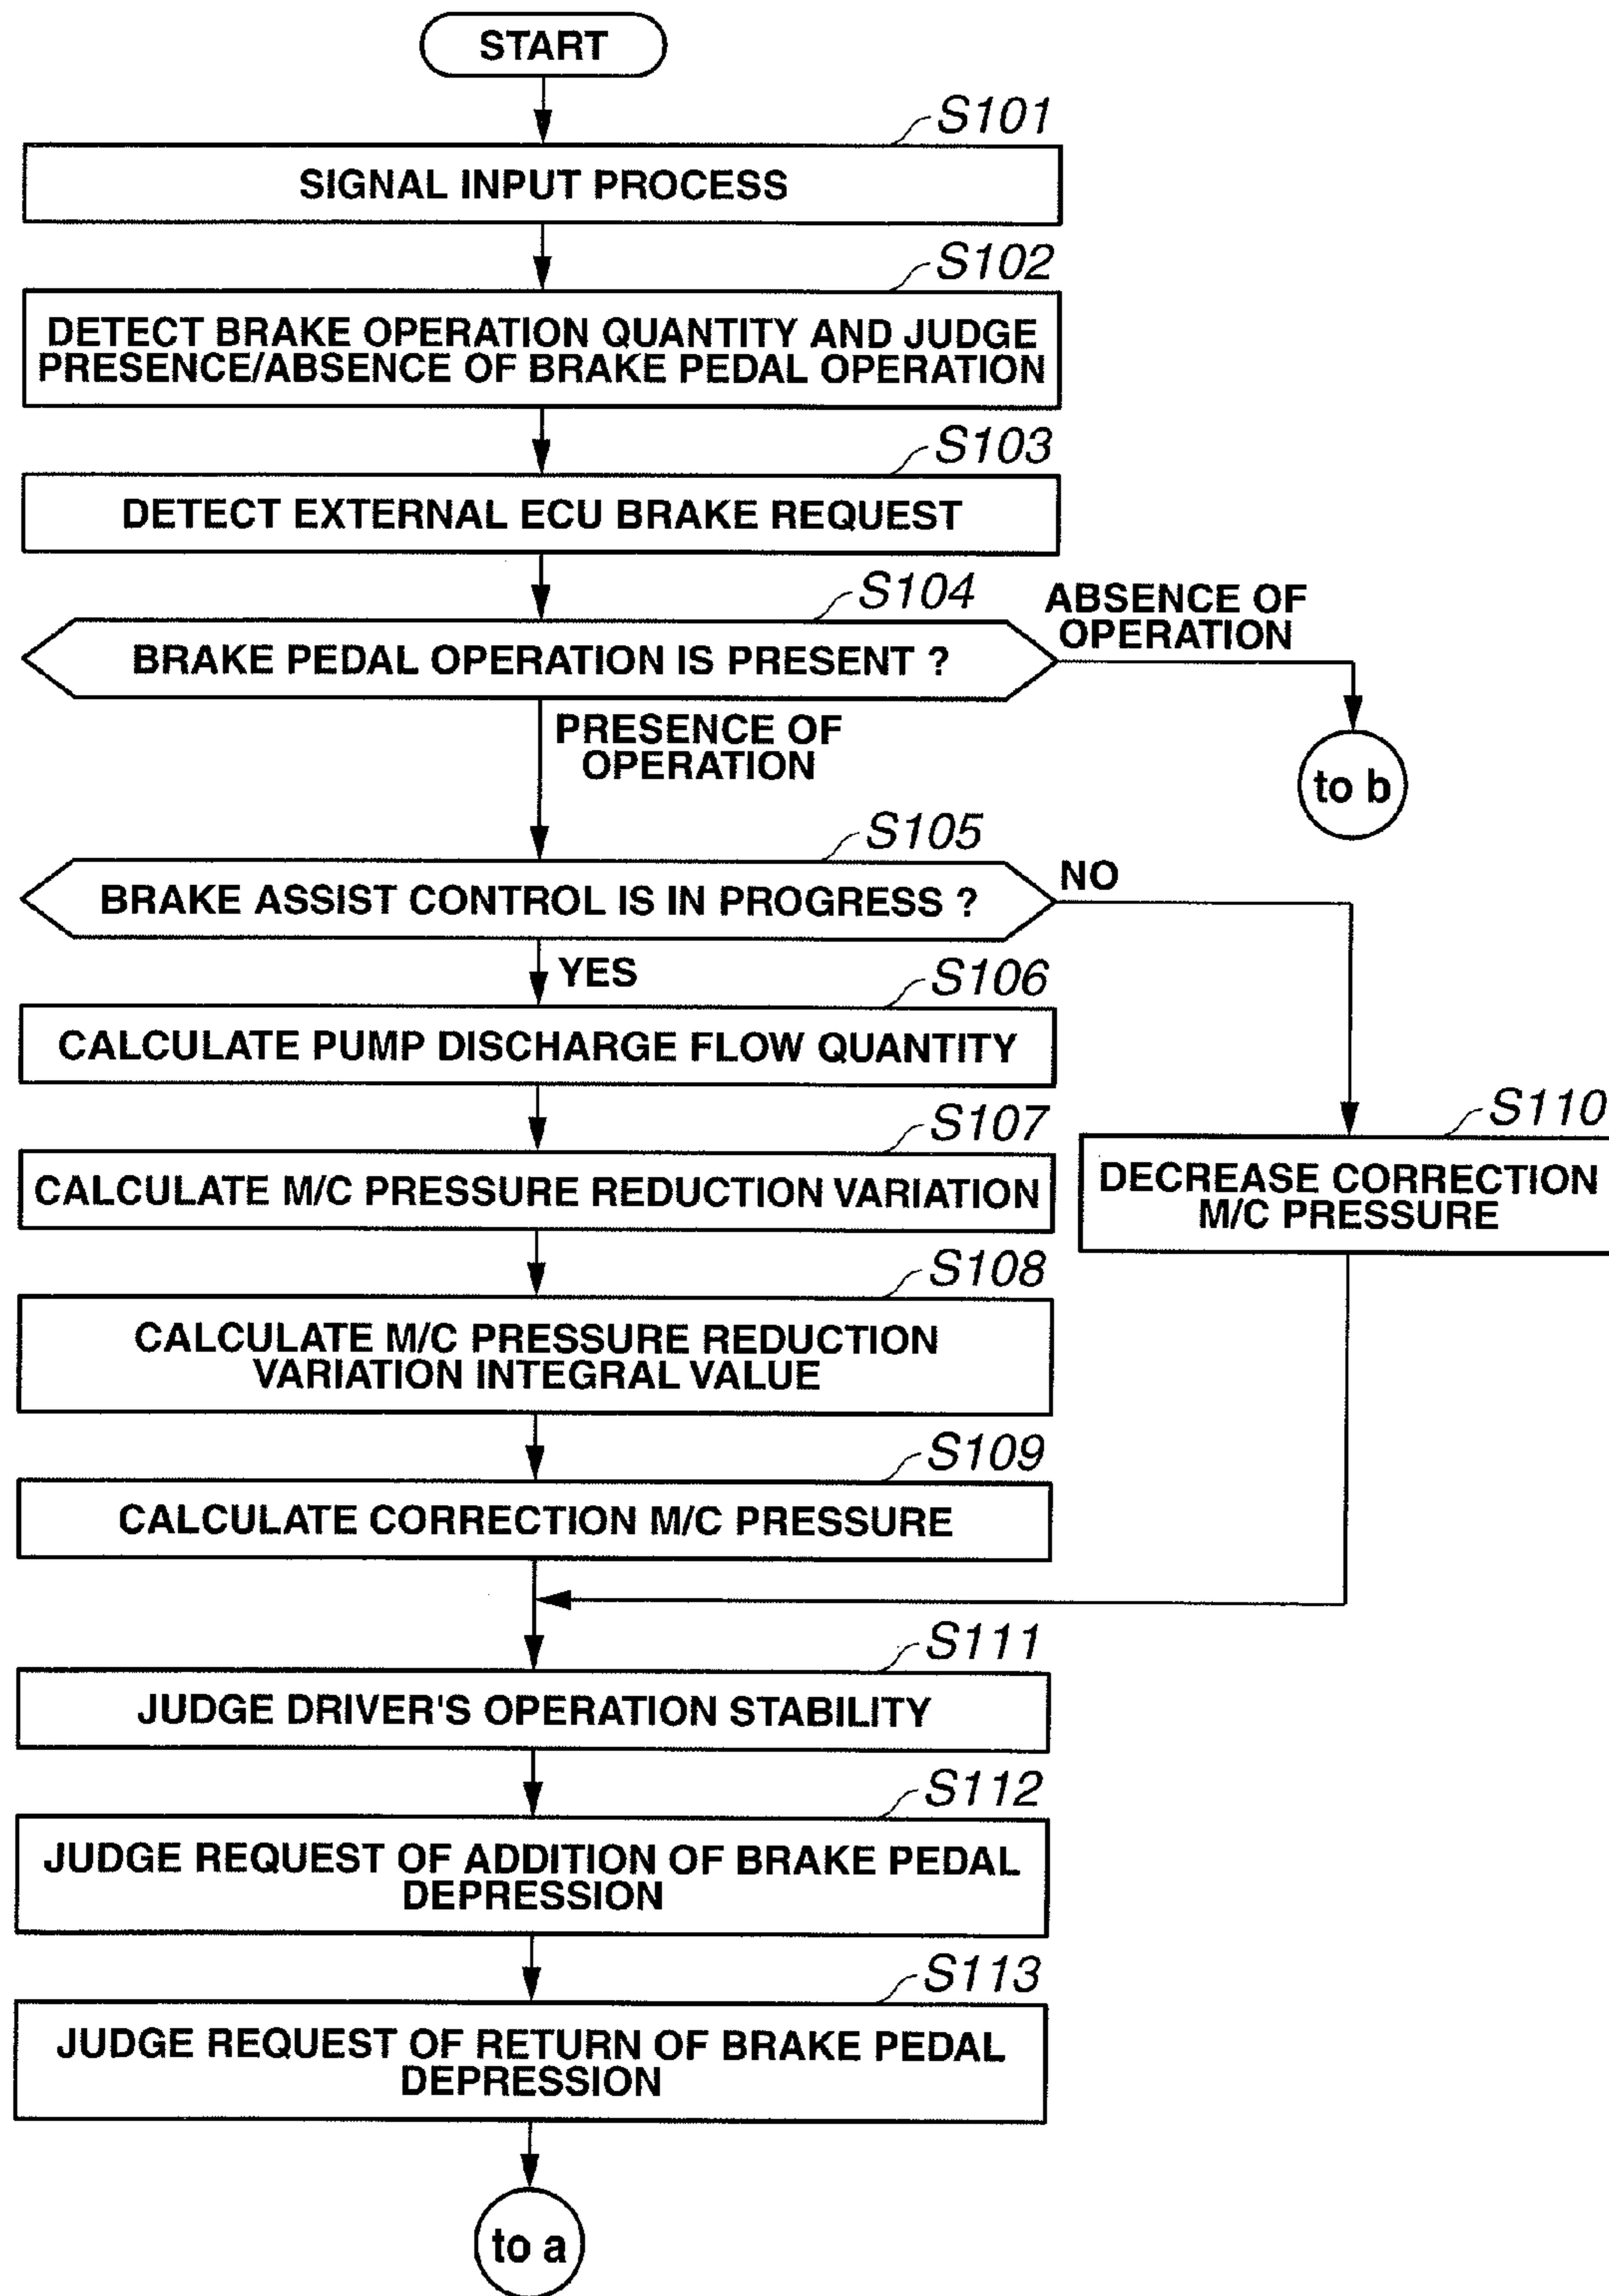 START
S101
SIGNAL INPUT PROCESS
S102
DETECT BRAKE OPERATION QUANTITY AND JUDGE
PRESENCE/ABSENCE OF BRAKE PEDAL OPERATION
S103
DETECT EXTERNAL ECU BRAKE REQUEST
S104
BRAKE PEDAL OPERATION IS PRESENT ?
ABSENCE OF
OPERATION
PRESENCE OF
OPERATION
to b
S105
BRAKE ASSIST CONTROL IS IN PROGRESS ?
NO
YES
S106
CALCULATE PUMP DISCHARGE FLOW QUANTITY
S107
CALCULATE M/C PRESSURE REDUCTION VARIATION
S110
DECREASE CORRECTION
M/C PRESSURE
S108
CALCULATE M/C PRESSURE REDUCTION
VARIATION INTEGRAL VALUE
S109
CALCULATE CORRECTION M/C PRESSURE
S111
JUDGE DRIVER'S OPERATION STABILITY
S112
JUDGE REQUEST OF ADDITION OF BRAKE PEDAL
DEPRESSION
S113
JUDGE REQUEST OF RETURN OF BRAKE PEDAL
DEPRESSION
to a